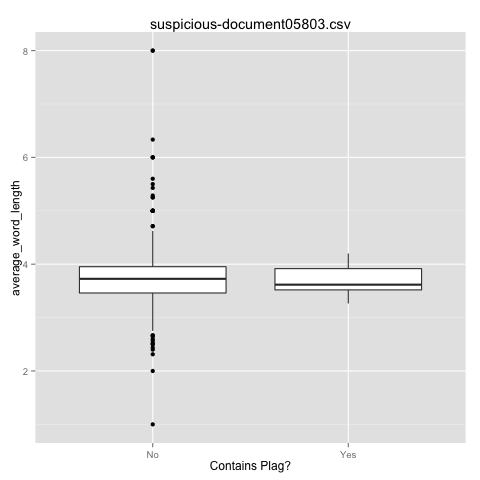 suspicious-document05803.csv
average_word_length
8
6
4
2
No
Yes
Contains Plag?